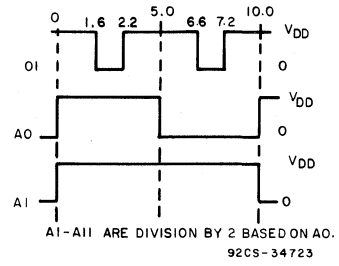 0 1.6 2.2 5.0 6.6 7.2 10.0
VDD
01 0
VDD
A0 0
VDD
A1 0
A1-A11 ARE DIVISION BY 2 BASED ON A0.
92CS-34723